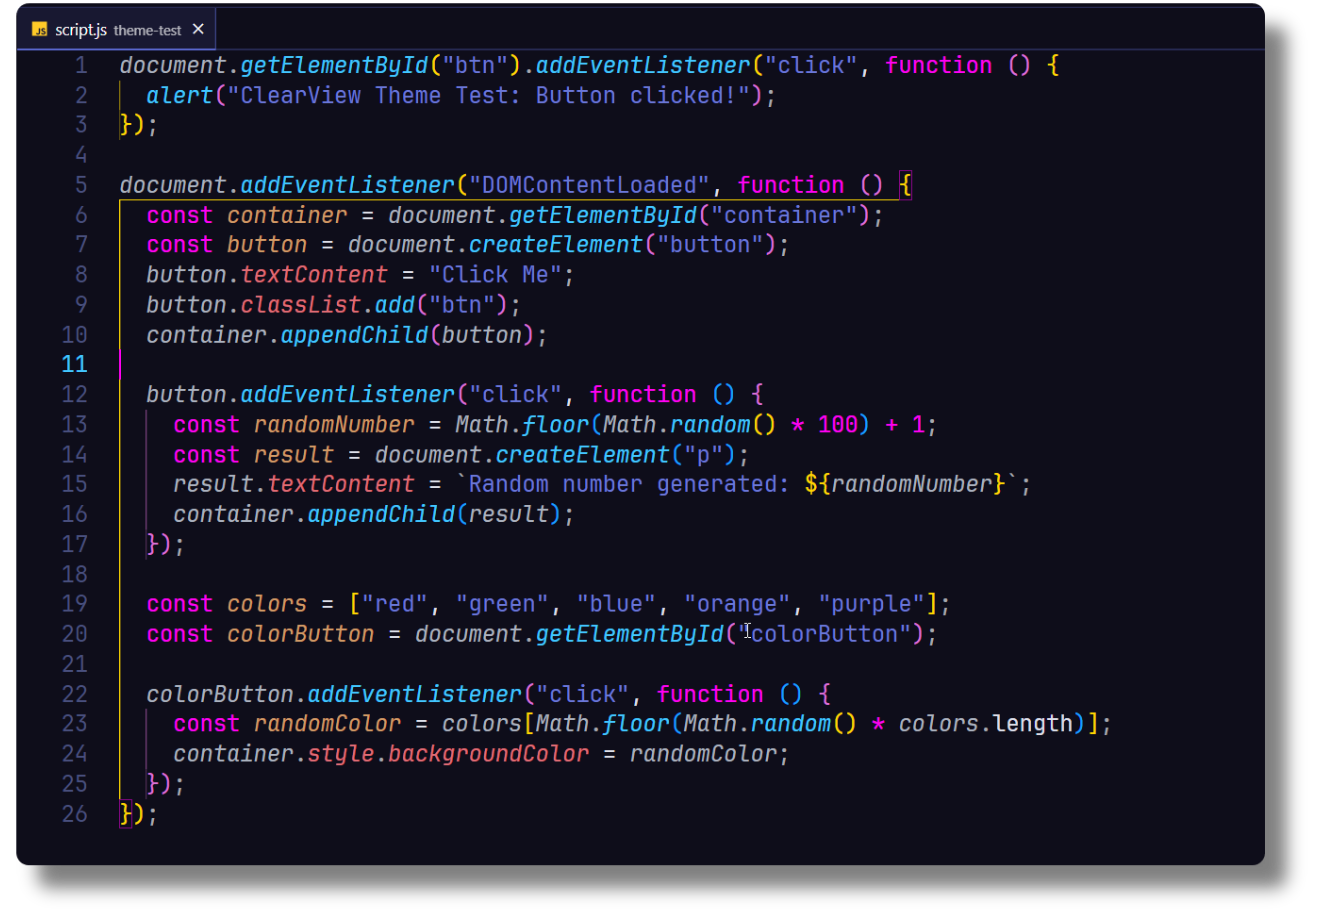 JS script.js theme-test ×
1 document.getElementById("btn").addEventListener("click", function () {
2   alert("ClearView Theme Test: Button clicked!");
3 });
4
5 document.addEventListener("DOMContentLoaded", function () {
6   const container = document.getElementById("container");
7   const button = document.createElement("button");
8   button.textContent = "Click Me";
9   button.classList.add("btn");
10   container.appendChild(button);
11
12   button.addEventListener("click", function () {
13     const randomNumber = Math.floor(Math.random() * 100) + 1;
14     const result = document.createElement("p");
15     result.textContent = `Random number generated: ${randomNumber}`;
16     container.appendChild(result);
17   });
18
19   const colors = ["red", "green", "blue", "orange", "purple"];
20   const colorButton = document.getElementById("colorButton");
21
22   colorButton.addEventListener("click", function () {
23     const randomColor = colors[Math.floor(Math.random() * colors.length)];
24     container.style.backgroundColor = randomColor;
25   });
26 });